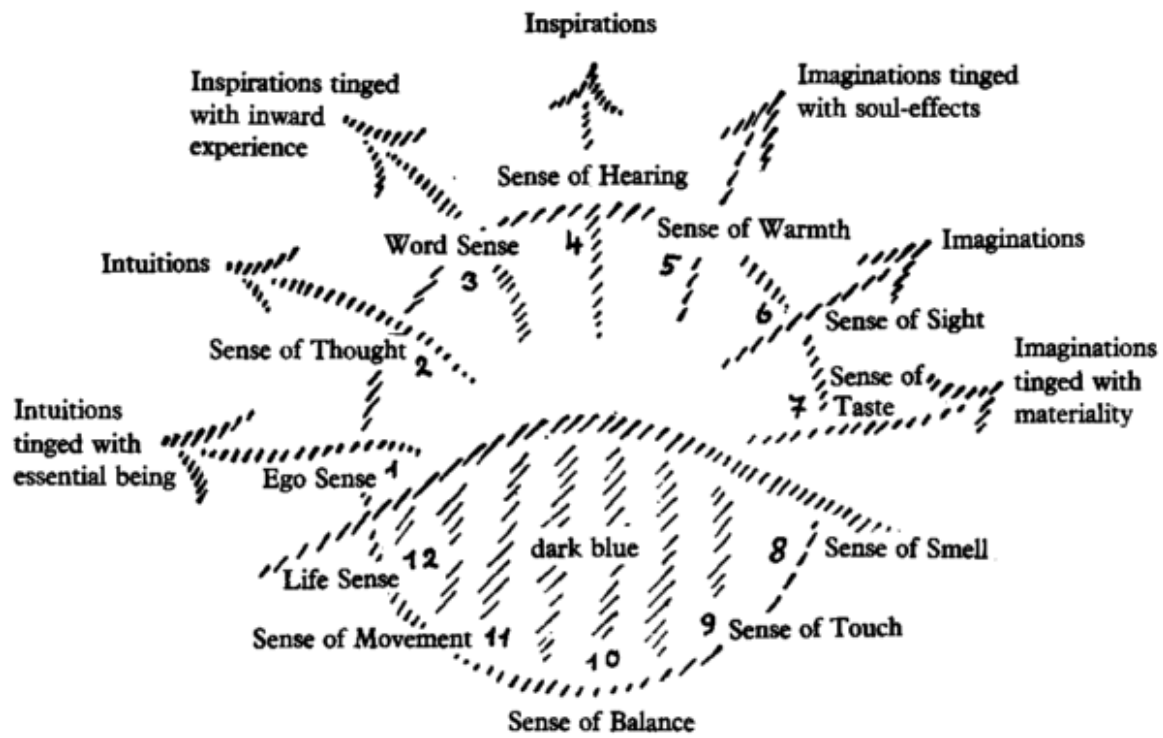 Inspirations
Inspirations tinged
with inward
experience
Imaginations tinged
with soul-effects
Sense of Hearing
Word Sense
3
4
Sense of Warmth
5
Intuitions
Imaginations
Sense of Thought
2
6
Sense of Sight
Intuitions
tinged with
essential being
Ego Sense
1
7
Sense of
Taste
Imaginations
tinged with
materiality
Life Sense
12
dark blue
8
Sense of Smell
Sense of Movement
11
10
9
Sense of Touch
Sense of Balance